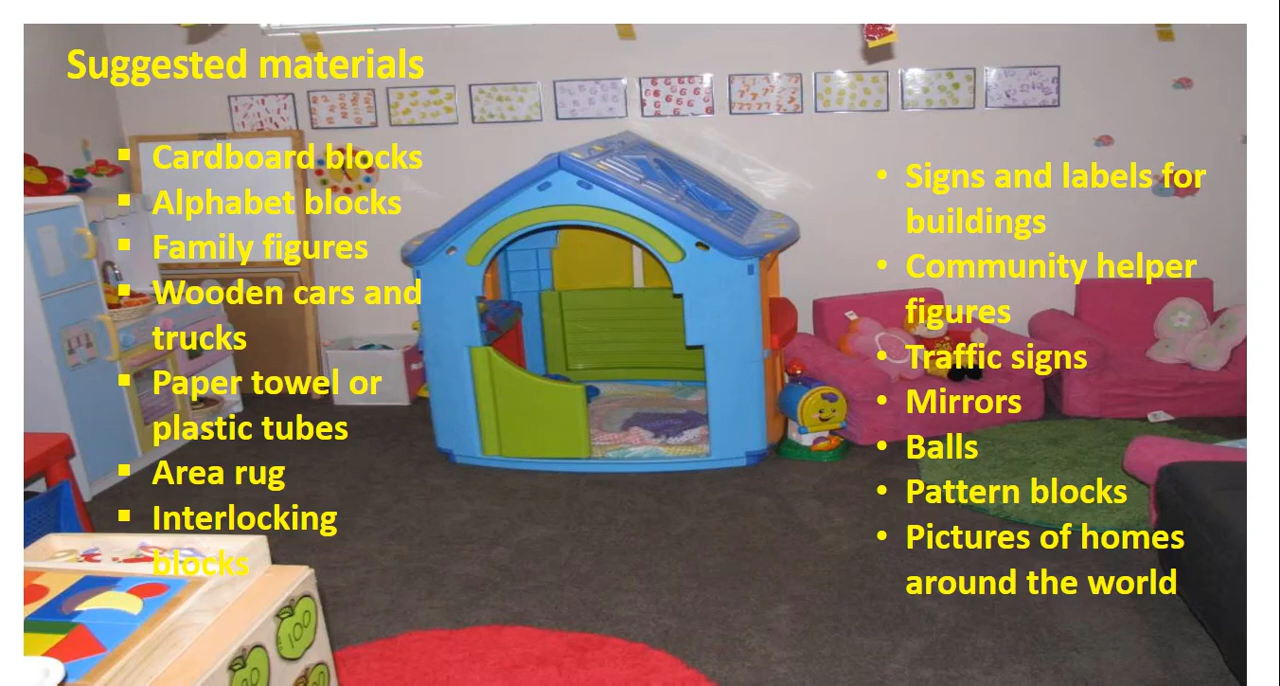 Suggested materials
▪ Cardboard blocks
▪ Alphabet blocks
▪ Family figures
▪ Wooden cars and
trucks
▪ Paper towel or
plastic tubes
▪ Area rug
▪ Interlocking
blocks
• Signs and labels for
buildings
• Community helper
figures
• Traffic signs
• Mirrors
• Balls
• Pattern blocks
• Pictures of homes
around the world
100